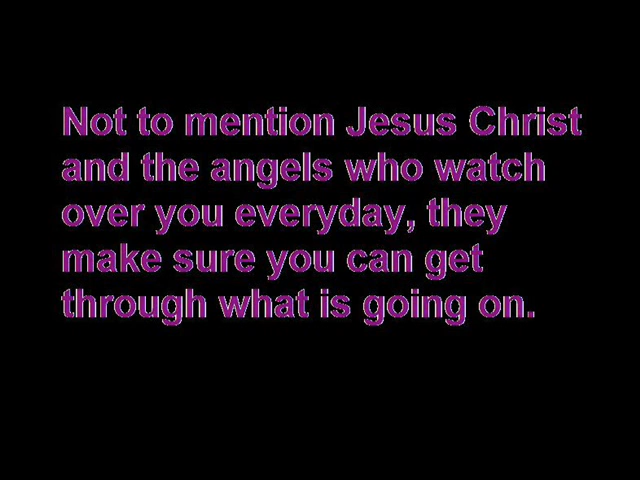 Not to mention Jesus Christ
and the angels who watch
over you everyday, they
make sure you can get
through what is going on.